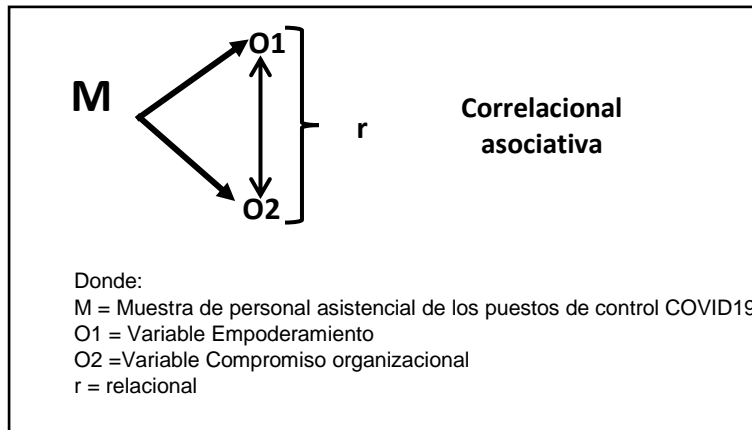 O1
M
r
Correlacional
asociativa
O2
Donde:
M = Muestra de personal asistencial de los puestos de control COVID19
O1 = Variable Empoderamiento
O2 =Variable Compromiso organizacional
r = relacional